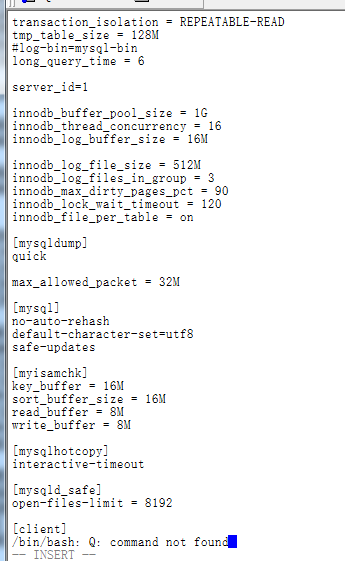 transaction_isolation = REPEATABLE-READ
tmp_table_size = 128M
#log-bin=mysql-bin
long_query_time = 6
server_id=1
innodb_buffer_pool_size = 1G
innodb_thread_concurrency = 16
innodb_log_buffer_size = 16M
innodb_log_file_size = 512M
innodb_log_files_in_group = 3
innodb_max_dirty_pages_pct = 90
innodb_lock_wait_timeout = 120
innodb_file_per_table = on
[mysqldump]
quick
max_allowed_packet = 32M
[mysql]
no-auto-rehash
default-character-set=utf8
safe-updates
[myisamchk]
key_buffer = 16M
sort_buffer_size = 16M
read_buffer = 8M
write_buffer = 8M
[mysqlhotcopy]
interactive-timeout
[mysqld_safe]
open-files-limit = 8192
[client]
/bin/bash: Q: command not found
-- INSERT --